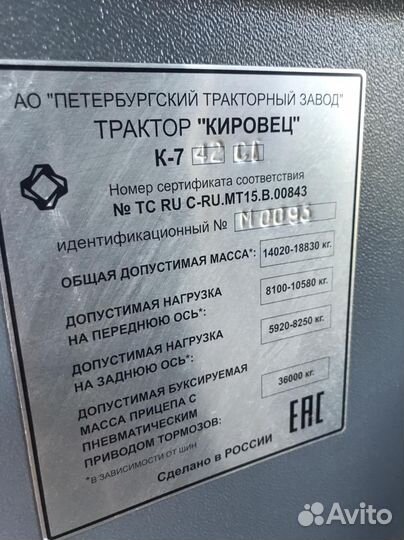 АО "ПЕТЕРБУРГСКИЙ ТРАКТОРНЫЙ ЗАВОД"
ТРАКТОР "КИРОВЕЦ"
К-7 42 СТ
Номер сертификата соответствия
№ ТС RU C-RU.МТ15.В.00843
идентификационный № М0093
ОБЩАЯ ДОПУСТИМАЯ МАССА*: 14020-18830 кг.
ДОПУСТИМАЯ НАГРУЗКА
НА ПЕРЕДНЮЮ ОСЬ*: 8100-10580 кг.
ДОПУСТИМАЯ НАГРУЗКА
НА ЗАДНЮЮ ОСЬ*: 5920-8250 кг.
ДОПУСТИМАЯ БУКСИРУЕМАЯ
МАССА ПРИЦЕПА С 36000 кг.
ПНЕВМАТИЧЕСКИМ
ПРИВОДОМ ТОРМОЗОВ:
*В ЗАВИСИМОСТИ ОТ ШИН
Сделано в РОССИИ
ЕАС
Avito